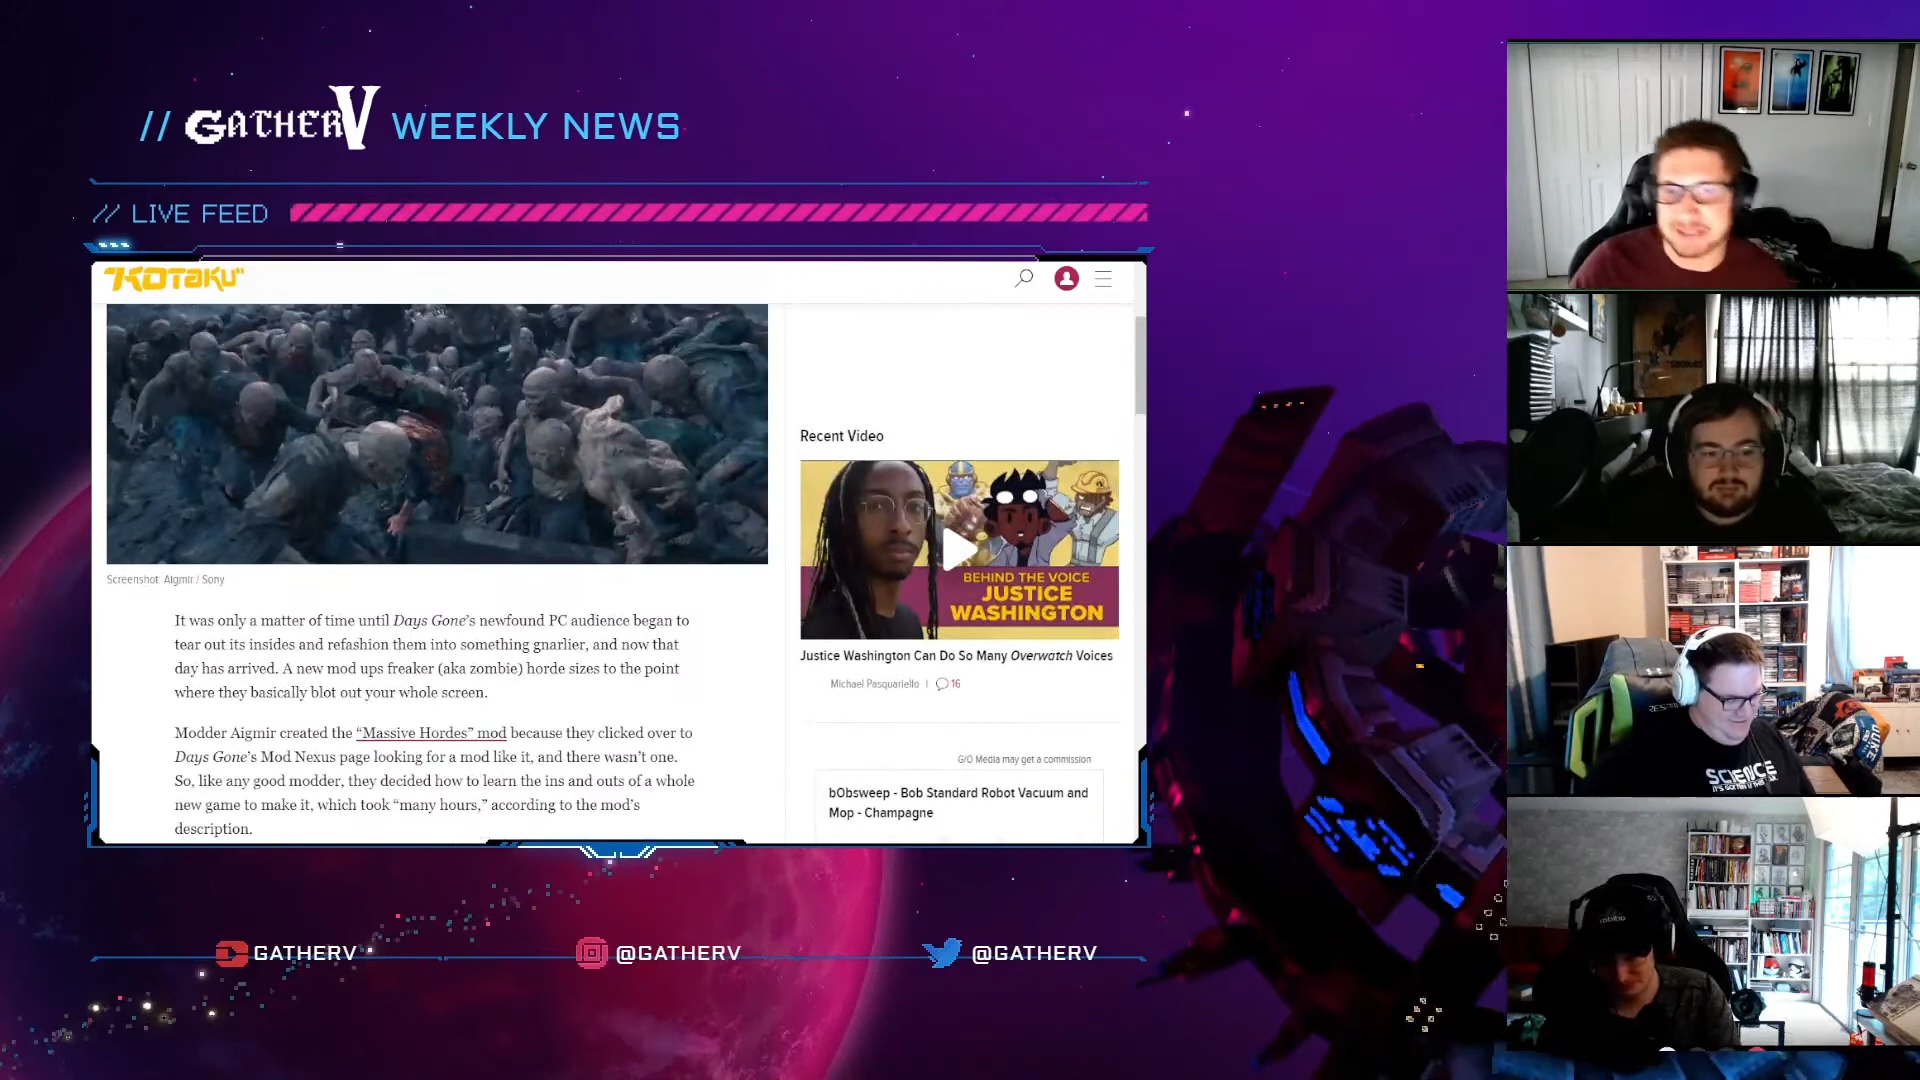 // GATHERV WEEKLY NEWS
// LIVE FEED
KOTAKU
Screenshot: Aigmir / Sony
It was only a matter of time until Days Gone’s newfound PC audience began to
tear out its insides and refashion them into something gnarlier, and now that
day has arrived. A new mod ups freaker (aka zombie) horde sizes to the point
where they basically blot out your whole screen.
Modder Aigmir created the “Massive Hordes” mod because they clicked over to
Days Gone’s Mod Nexus page looking for a mod like it, and there wasn’t one.
So, like any good modder, they decided how to learn the ins and outs of a whole
new game to make it, which took “many hours,” according to the mod’s
description.
Recent Video
BEHIND THE VOICE
JUSTICE
WASHINGTON
Justice Washington Can Do So Many Overwatch Voices
Michael Pasquariello | 16
G/O Media may get a commission
bObsweep - Bob Standard Robot Vacuum and
Mop - Champagne
GATHERV
@GATHERV
@GATHERV
SCIENCE